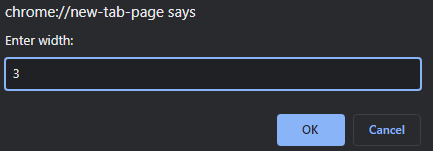 chrome://new-tab-page says
Enter width:
3
OK
Cancel